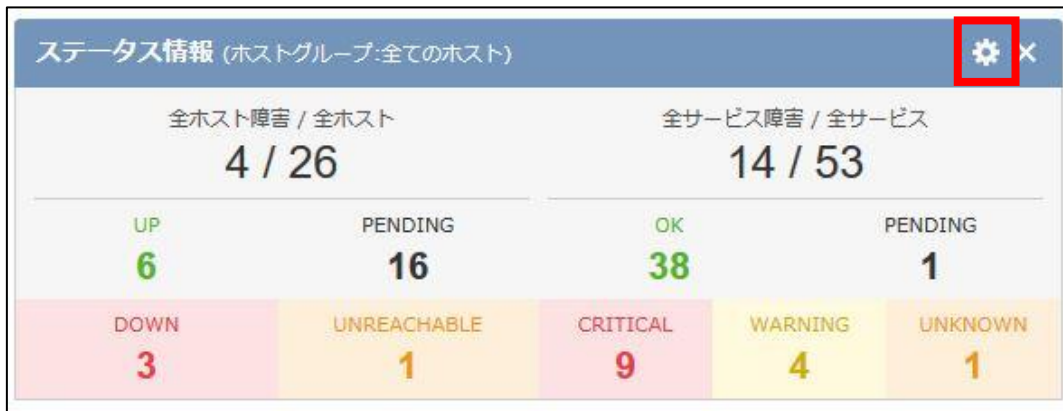 ステータス情報 (ホストグループ:全てのホスト)
全ホスト障害 / 全ホスト 全サービス障害 / 全サービス
4 / 26 14 / 53
UP PENDING OK PENDING
6 16 38 1
DOWN UNREACHABLE CRITICAL WARNING UNKNOWN
3 1 9 4 1